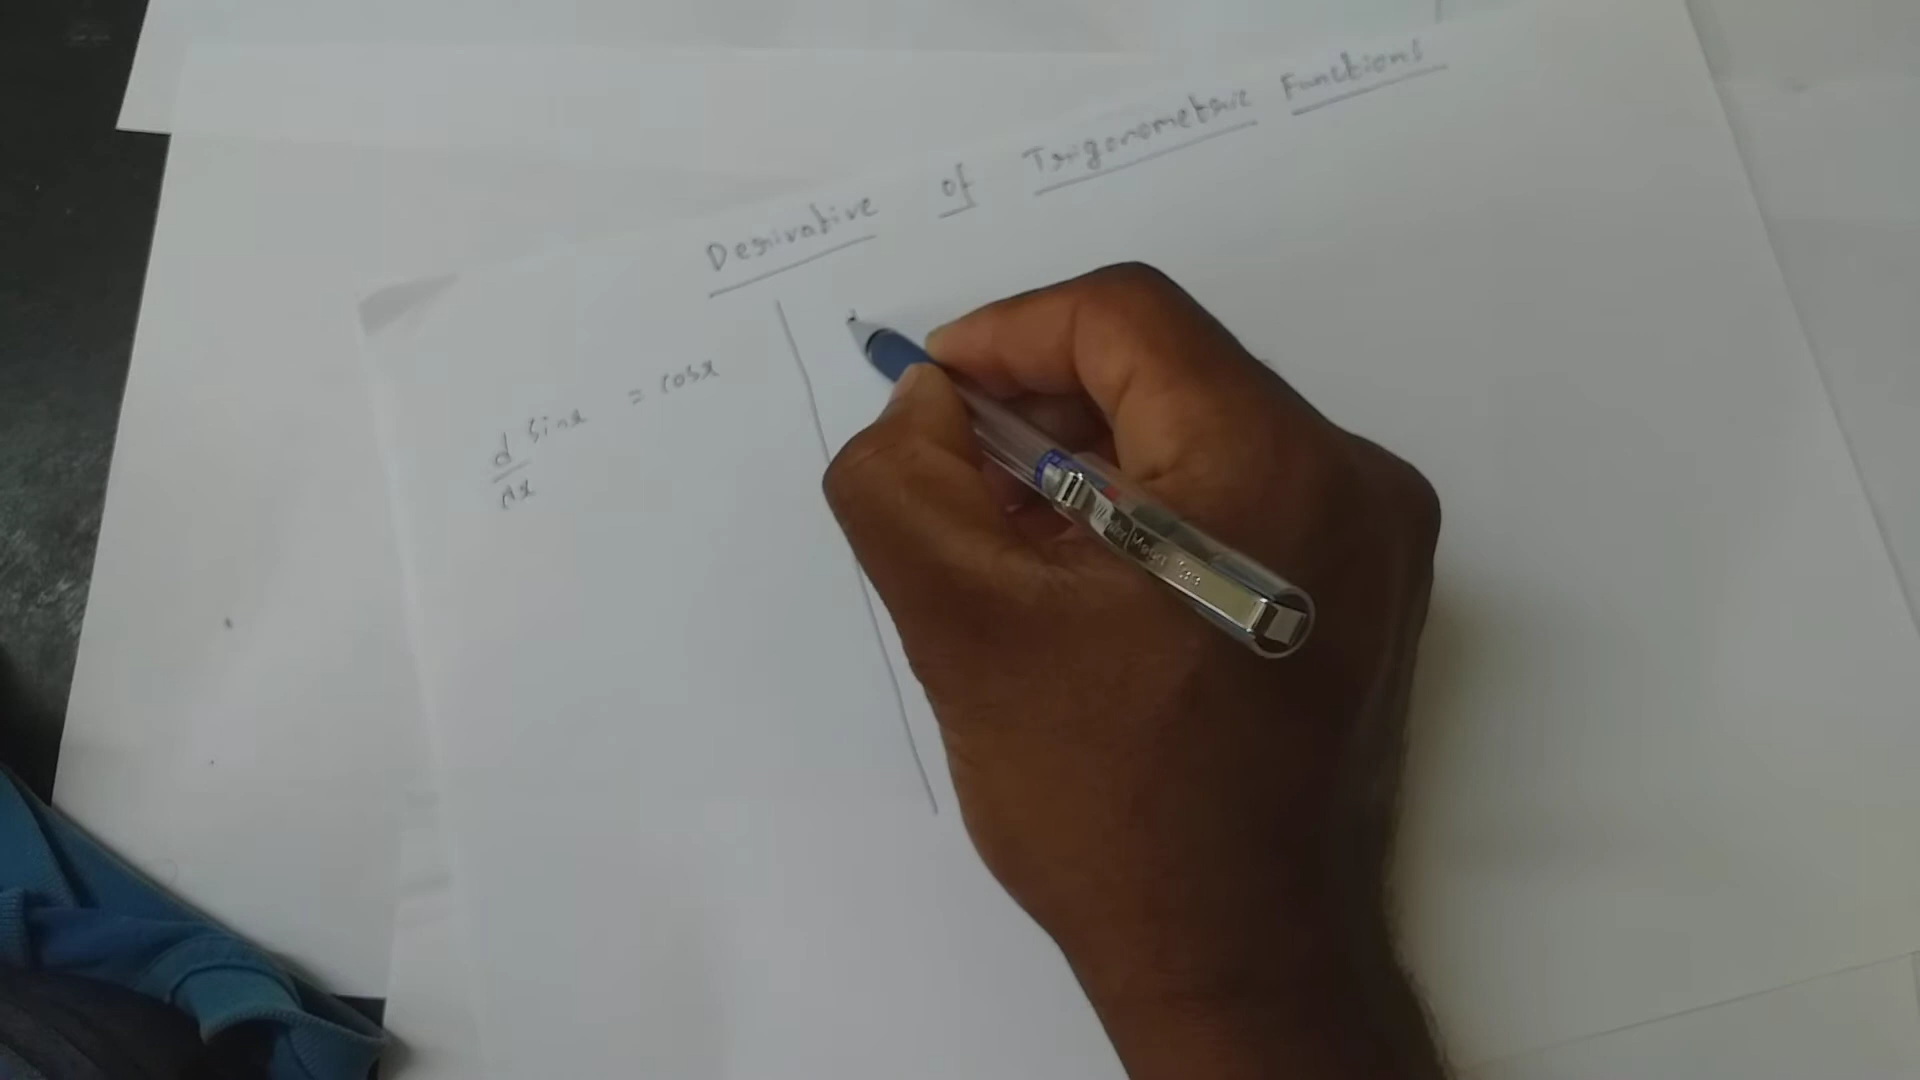 Derivative of Trigonometric Functions
d/dx sinx = cosx